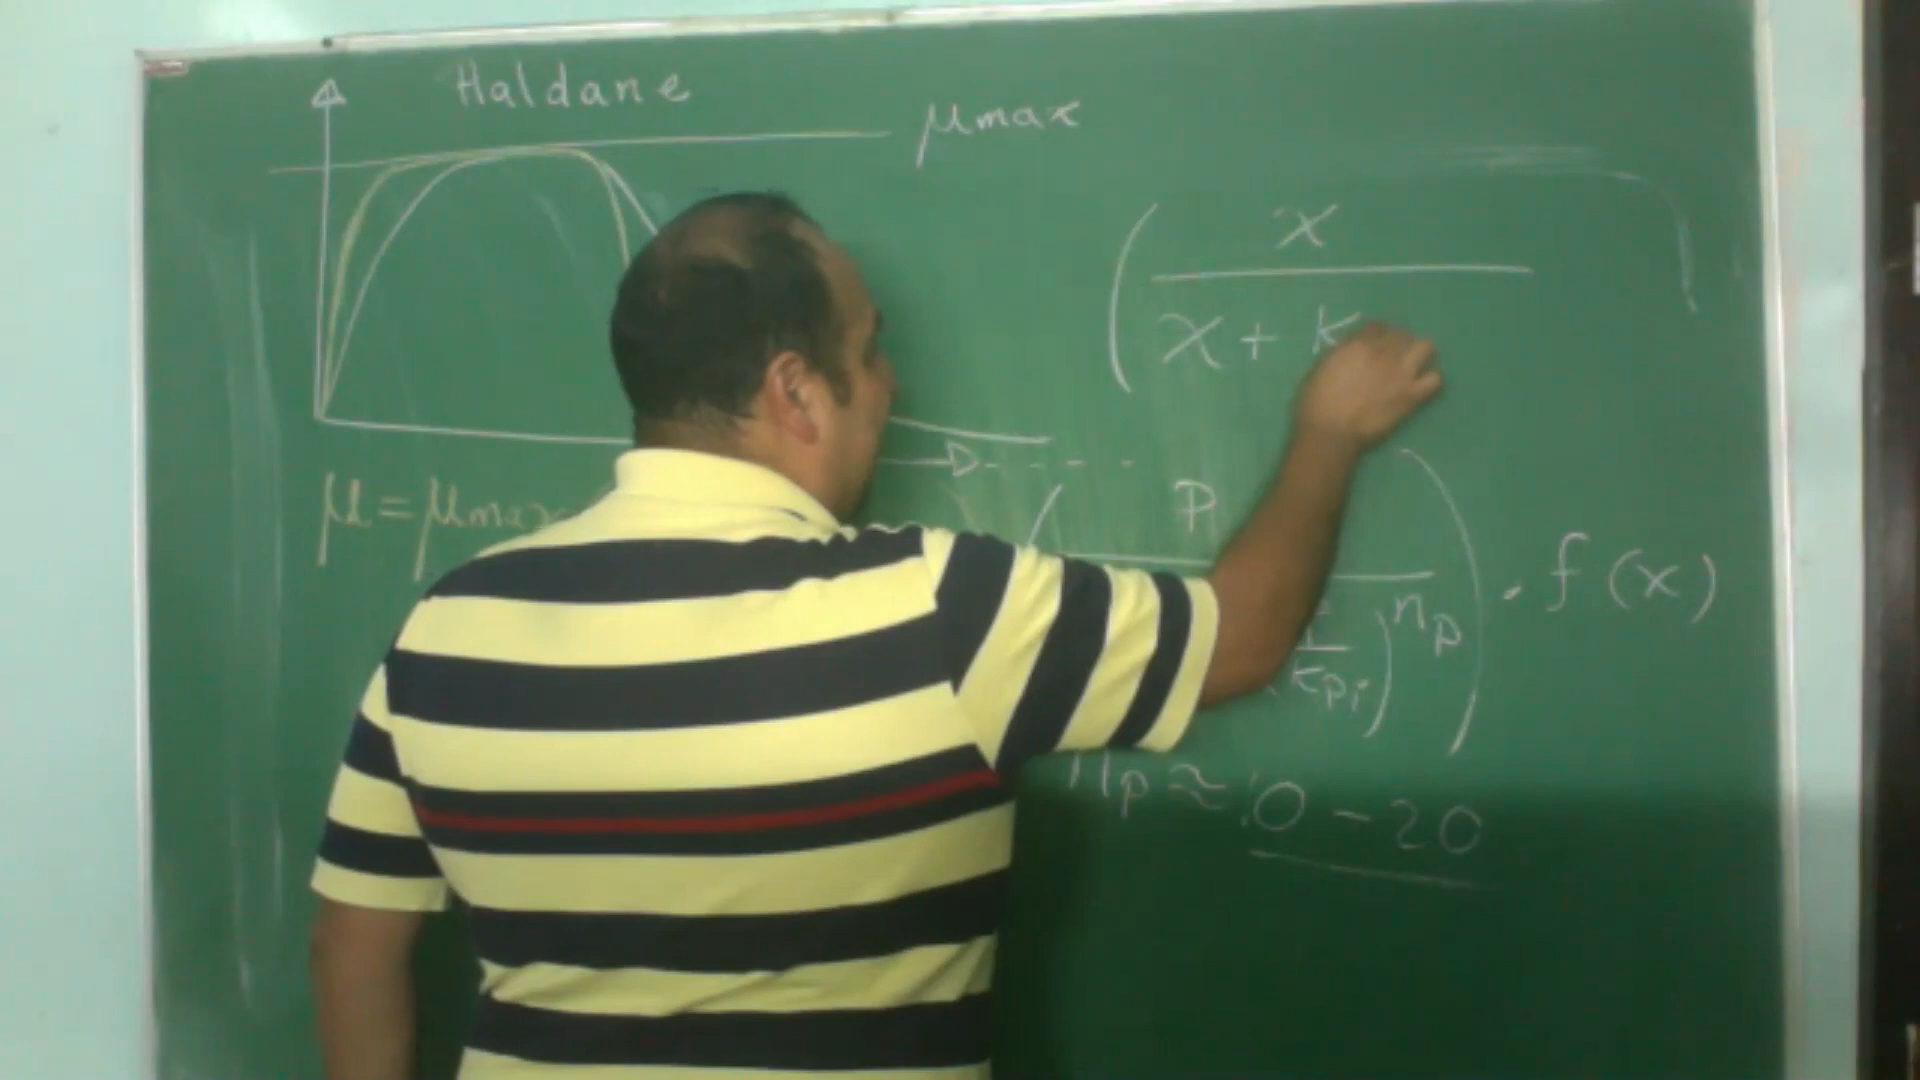 Haldane
μmax
x
x + K
μ = μmax
P
Kpi
np
. f (x)
np ≈ 10 - 20